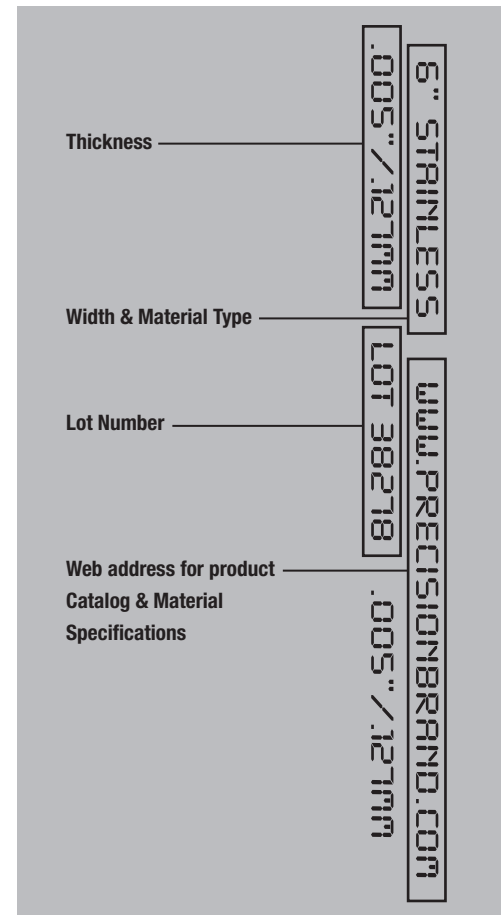 Thickness
Width & Material Type
Lot Number
Web address for product
Catalog & Material
Specifications
6" STAINLESS
WWW.PRECISIONBRAND.COM
.005"/.127MM
LOT 38278
.005"/.127MM